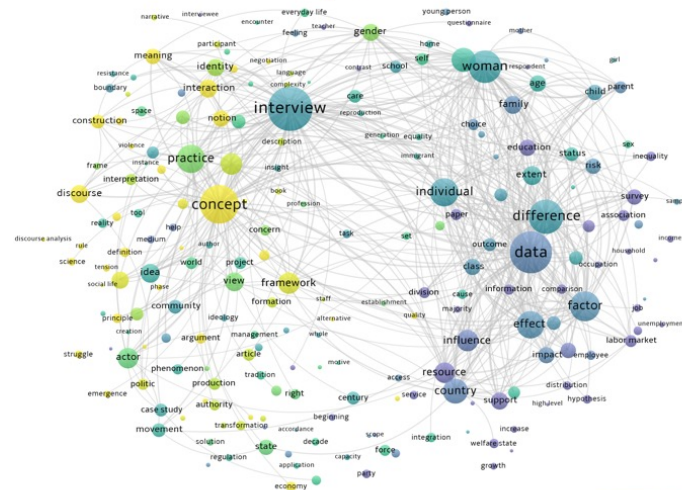 narrative
interviewee
everyday life
young person
encounter
teacher
questionnaire
feeling
gender
mother
participant
home
meaning
negotiation
self
identity
language
contrast
school
woman
respondent
girl
resistance
complexity
age
boundary
interaction
care
family
child
parent
space
interview
reproduction
construction
notion
choice
generation
equality
violence
description
education
sex
practice
instance
immigrant
status
inequality
frame
insight
extent
risk
interpretation
discourse
book
individual
survey
concept
profession
paper
difference
association
reality
tool
help
concern
task
set
discourse analysis
rule
medium
author
outcome
data
household
income
definition
science
world
project
class
occupation
tension
idea
social life
phase
view
framework
information
comparison
division
cause
formation
staff
establishment
majority
factor
job
community
principle
ideology
alternative
quality
effect
unemployment
creation
argument
management
whole
influence
labor market
struggle
actor
article
impact
employee
phenomenon
motive
resource
emergence
politic
production
tradition
access
country
distribution
right
service
century
support
high level
hypothesis
case study
authority
beginning
movement
transformation
accordance
scope
increase
solution
state
decade
integration
welfare state
regulation
application
capacity
force
growth
party
economy